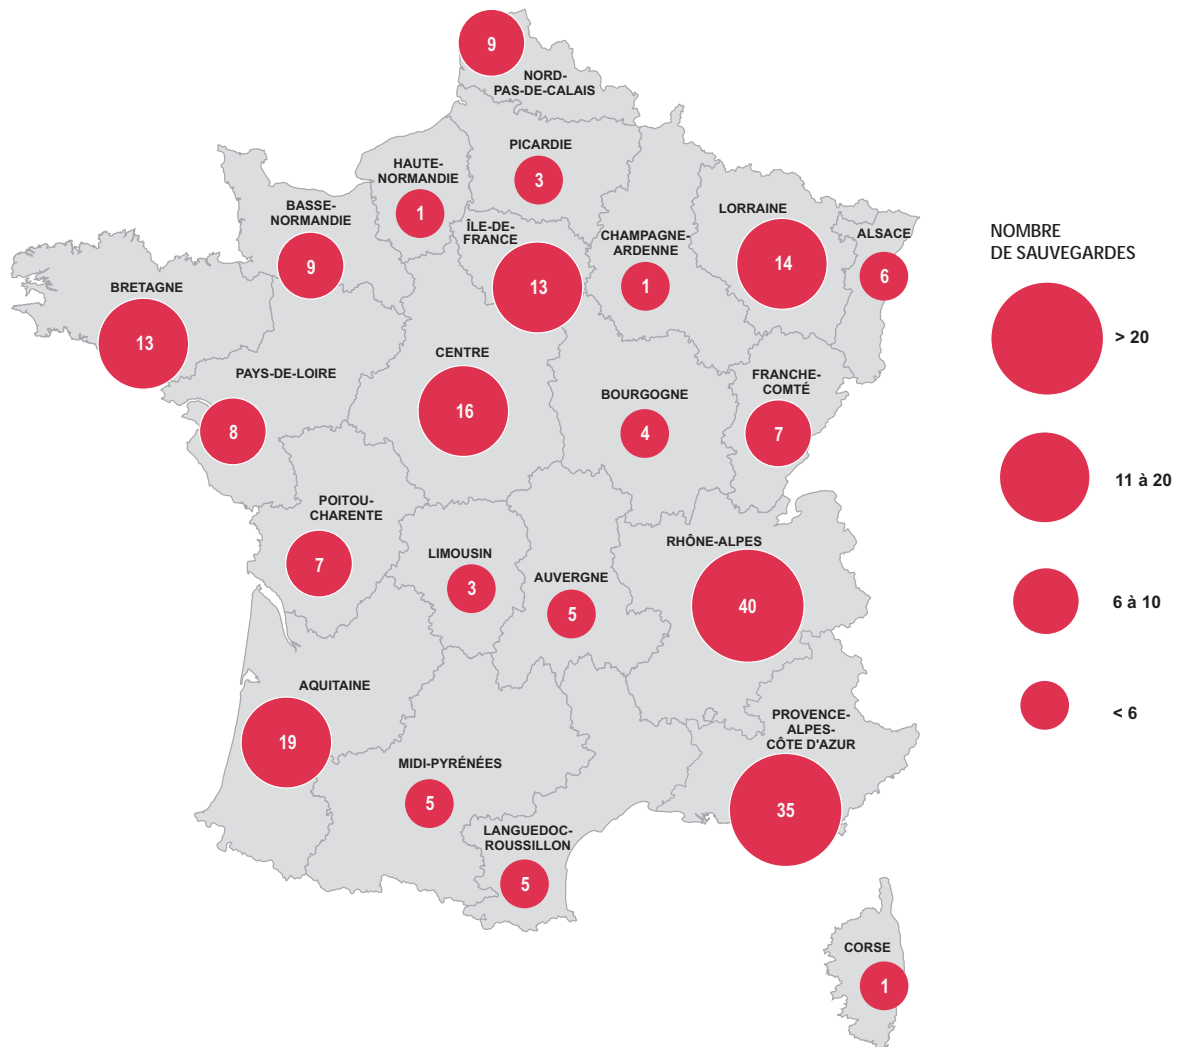 9
NORD-
PAS-DE-CALAIS
PICARDIE
3
HAUTE-
NORMANDIE
1
BASSE-
NORMANDIE
9
ÎLE-DE-
FRANCE
13
CHAMPAGNE-
ARDENNE
1
LORRAINE
14
ALSACE
6
BRETAGNE
13
PAYS-DE-LOIRE
8
CENTRE
16
BOURGOGNE
4
FRANCHE-
COMTÉ
7
POITOU-
CHARENTE
7
LIMOUSIN
3
AUVERGNE
5
RHÔNE-ALPES
40
AQUITAINE
19
MIDI-PYRÉNÉES
5
LANGUEDOC-
ROUSSILLON
5
PROVENCE-
ALPES-
CÔTE D'AZUR
35
CORSE
1
NOMBRE
DE SAUVEGARDES
> 20
11 à 20
6 à 10
< 6